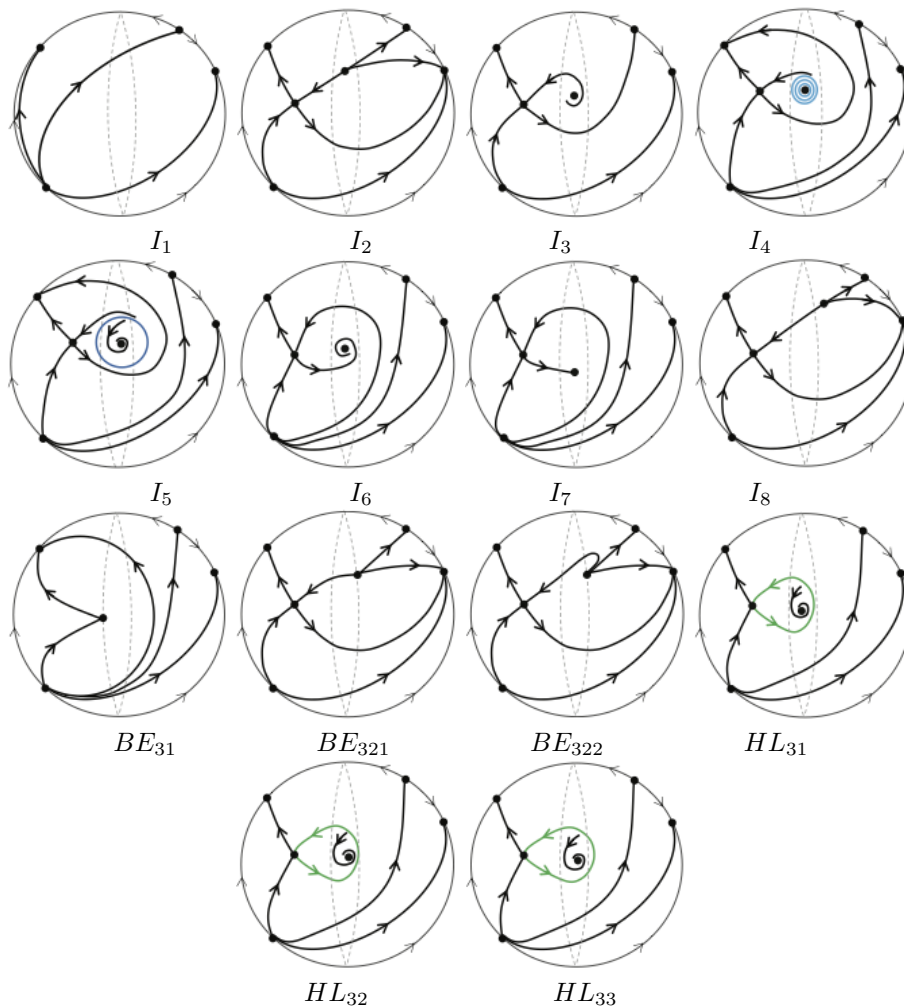 I₁ I₂ I₃ I₄
I₅ I₆ I₇ I₈
BE₃₁ BE₃₂₁ BE₃₂₂ HL₃₁
HL₃₂ HL₃₃